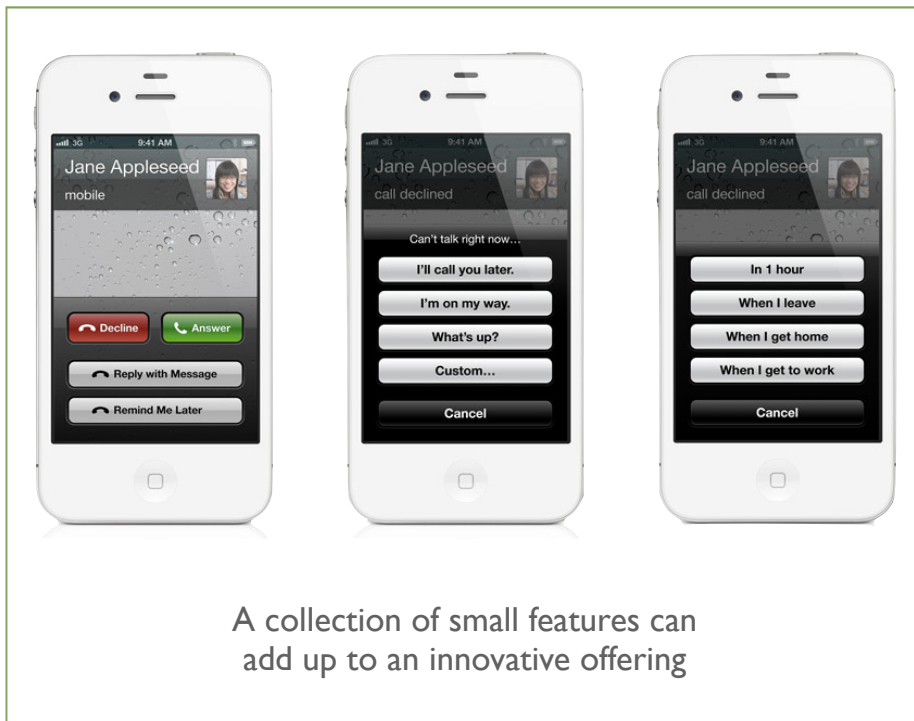 3G 9:41 AM
Jane Appleseed
mobile
Decline
Answer
Reply with Message
Remind Me Later
3G 9:41 AM
Jane Appleseed
call declined
Can't talk right now...
I'll call you later.
I'm on my way.
What's up?
Custom...
Cancel
3G 9:41 AM
Jane Appleseed
call declined
In 1 hour
When I leave
When I get home
When I get to work
Cancel
A collection of small features can
add up to an innovative offering